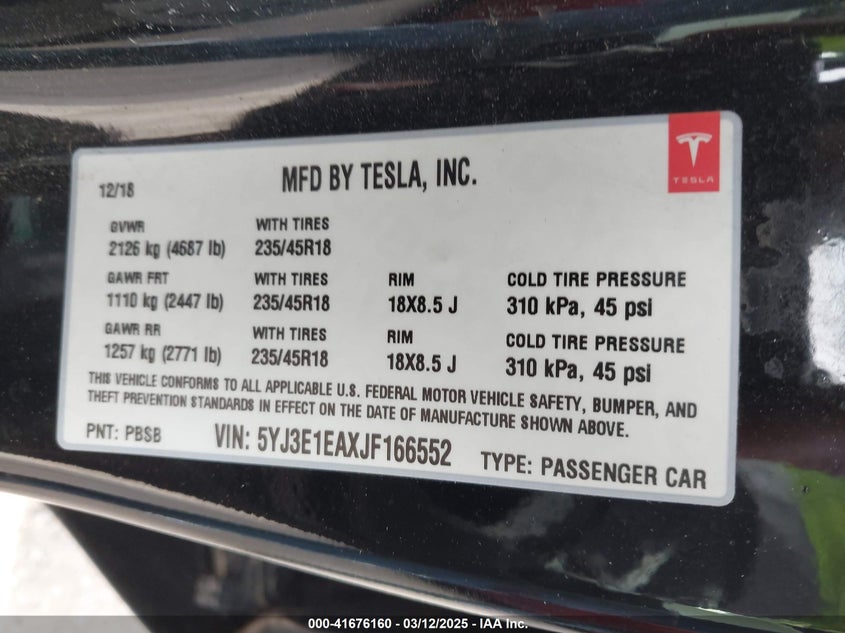 TESLA
12/18
MFD BY TESLA, INC.
GVWR WITH TIRES
2126 kg (4687 lb) 235/45R18
GAWR FRT WITH TIRES RIM COLD TIRE PRESSURE
1110 kg (2447 lb) 235/45R18 18X8.5 J 310 kPa, 45 psi
GAWR RR WITH TIRES RIM COLD TIRE PRESSURE
1257 kg (2771 lb) 235/45R18 18X8.5 J 310 kPa, 45 psi
THIS VEHICLE CONFORMS TO ALL APPLICABLE U.S. FEDERAL MOTOR VEHICLE SAFETY, BUMPER, AND
THEFT PREVENTION STANDARDS IN EFFECT ON THE DATE OF MANUFACTURE SHOWN ABOVE.
PNT: PBSB VIN: 5YJ3E1EAXJF166552 TYPE: PASSENGER CAR
000-41676160 - 03/12/2025 - IAA Inc.